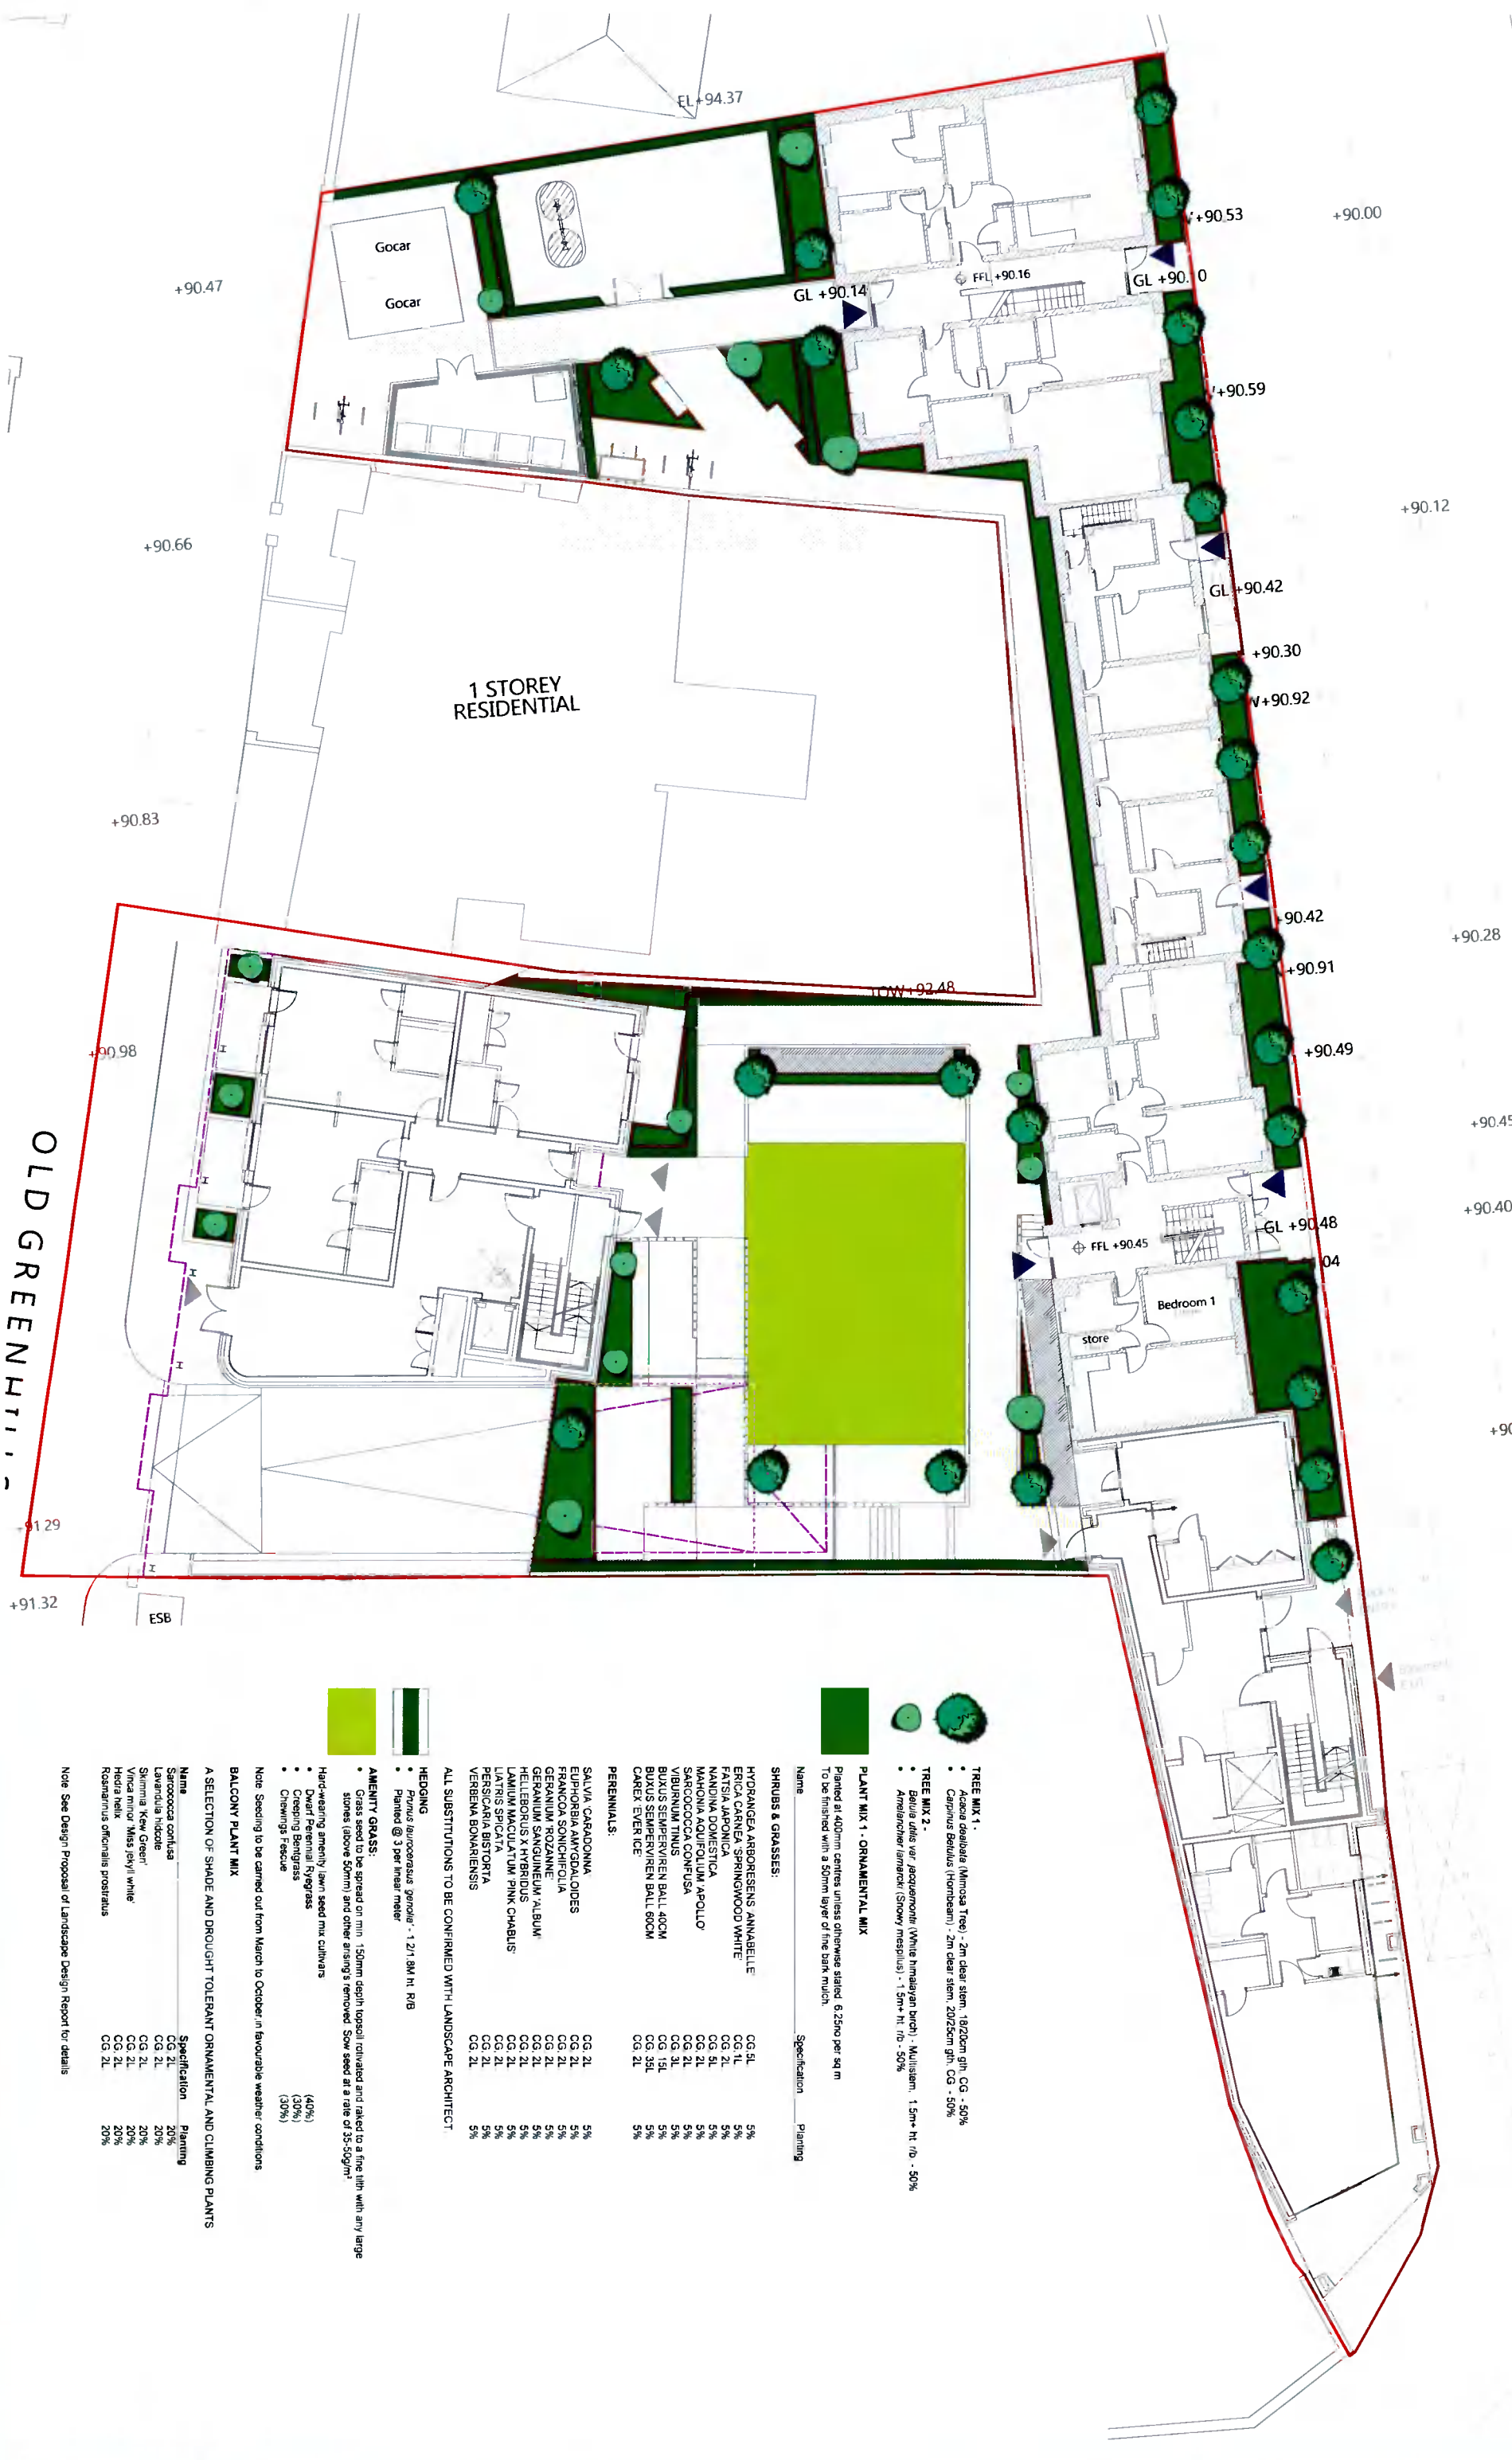 EL+94.37
+90.53
+90.00
Gocar
+90.47
Gocar
FFL +90.16
GL +90.10
GL +90.14
+90.59
+90.12
+90.66
GL +90.42
+90.30
1 STOREY
RESIDENTIAL
+90.92
+90.83
+90.42
+90.28
+90.91
TOW+92.48
+90.98
+90.49
+90.45
+90.40
GL +90.48
FFL +90.45
04
Bedroom 1
store
OLD GREENHILLS
+91.29
+91.32
ESB
TREE MIX 1 -
• Acacia dealbata (Mimosa Tree) - 2m clear stem, 18/20cm gth, CG - 50%
• Carpinus Betulus (Hornbeam) - 2m clear stem, 20/25cm gth, CG - 50%
TREE MIX 2 -
• Betula utilis var. jacquemontii (White himalayan birch) - Multistem, 1.5m+ ht. r/b - 50%
• Amelanchier lamarckii (Snowy mespilus) - 1.5m+ ht. r/b - 50%
PLANT MIX 1 - ORNAMENTAL MIX
Planted at 400mm centres unless otherwise stated. 6.25no per sq m
To be finished with a 50mm layer of fine bark mulch.
Name Specification Planting
SHRUBS & GRASSES:
HYDRANGEA ARBORESENS 'ANNABELLE' CG.5L 5%
ERICA CARNEA 'SPRINGWOOD WHITE' CG.1L 5%
FATSIA JAPONICA CG. 2L 5%
NANDINA DOMESTICA CG. 5L 5%
MAHONIA AQUIFOLIUM 'APOLLO' CG. 2L 5%
SARCOCOCCA CONFUSA CG. 2L 5%
VIBURNUM TINUS CG. 3L 5%
BUXUS SEMPERVIREN BALL 40CM CG. 15L 5%
BUXUS SEMPERVIREN BALL 60CM CG. 35L 5%
CAREX 'EVER ICE' CG. 2L 5%
PERENNIALS:
SALVIA 'CARADONNA' CG. 2L 5%
EUPHORBIA AMYGDALOIDES CG. 2L 5%
FRANCOA SONCHIFOLIA CG. 2L 5%
GERANIUM 'ROZANNE' CG. 2L 5%
GERANIUM SANGUINEUM 'ALBUM' CG. 2L 5%
HELLEBORUS X HYBRIDUS CG. 2L 5%
LAMIUM MACULATUM 'PINK CHABLIS' CG. 2L 5%
LIATRIS SPICATA CG. 2L 5%
PERSICARIA BISTORTA CG. 2L 5%
VERBENA BONARIENSIS CG. 2L 5%
ALL SUBSTITUTIONS TO BE CONFIRMED WITH LANDSCAPE ARCHITECT.
HEDGING
• Prunus laurocerasus 'genolia' - 1.2/1.8M ht. R/B
• Planted @ 3 per linear meter
AMENITY GRASS:
• Grass seed to be spread on min 150mm depth topsoil rotivated and raked to a fine tilth with any large
stones (above 50mm) and other arising's removed. Sow seed at a rate of 35-50g/m²
Hard-wearing amenity lawn seed mix cultivars
• Dwarf Perennial Ryegrass (40%)
• Creeping Bentgrass (30%)
• Chewings Fescue (30%)
Note: Seeding to be carried out from March to October, in favourable weather conditions
BALCONY PLANT MIX
A SELECTION OF SHADE AND DROUGHT TOLERANT ORNAMENTAL AND CLIMBING PLANTS
Name Specification Planting
Sarcococca confusa CG. 2L 20%
Lavandula hidcote CG. 2L 20%
Skimmia 'Kew Green' CG. 2L 20%
Vinca minor 'Miss jekyll white' CG. 2L 20%
Hedra helix CG. 2L 20%
Rosmarinus officinalis prostratus CG. 2L 20%
Note See Design Proposal of Landscape Design Report for details